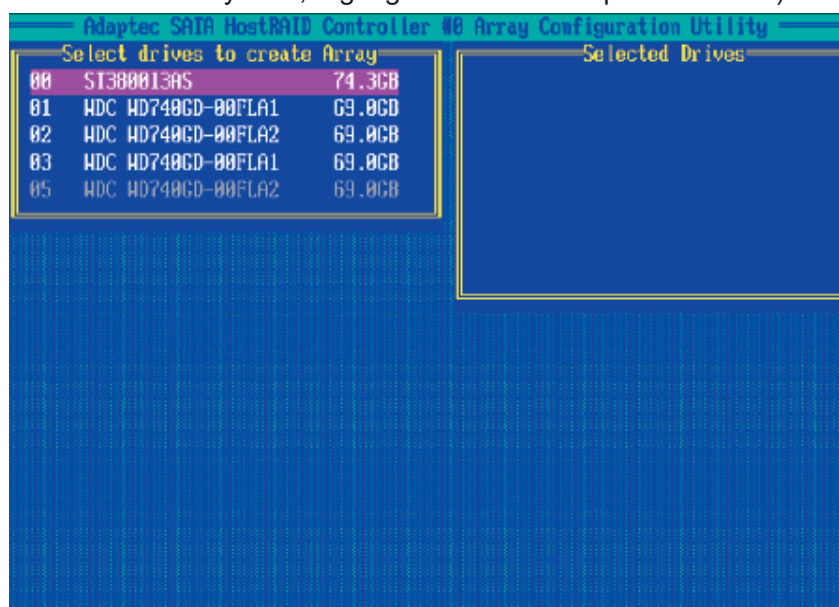 Adaptec SATA HostRAID Controller #0 Array Configuration Utility
Select drives to create Array
00 ST380013AS 74.3GB
01 WDC WD740GD-00FLA1 69.0GB
02 WDC WD740GD-00FLA2 69.0GB
03 WDC WD740GD-00FLA1 69.0GB
05 WDC WD740GD-00FLA2 69.0GB
Selected Drives